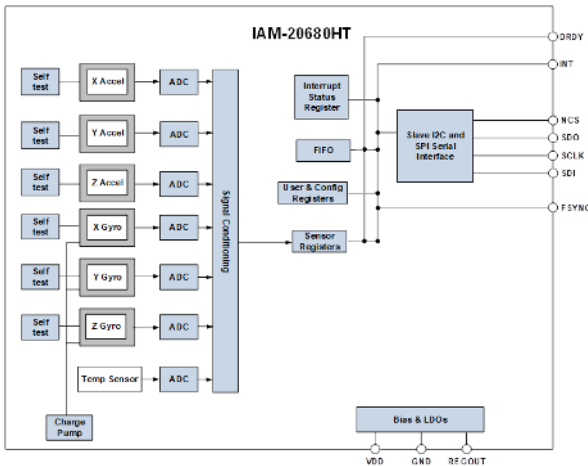 IAM-20680HT
DRDY
INT
Self
test
X Accel
ADC
Interrupt
Status
Register
NCS
SDO
SCLK
SDI
Slave I2C and
SPI Serial
Interface
Self
test
Y Accel
ADC
FIFO
Self
test
Z Accel
ADC
User & Config
Registers
FSYNC
Self
test
X Gyro
ADC
Signal Conditioning
Sensor
Registers
Self
test
Y Gyro
ADC
Self
test
Z Gyro
ADC
Temp Sensor
ADC
Charge
Pump
Bias & LDOs
VDD
GND
REGOUT